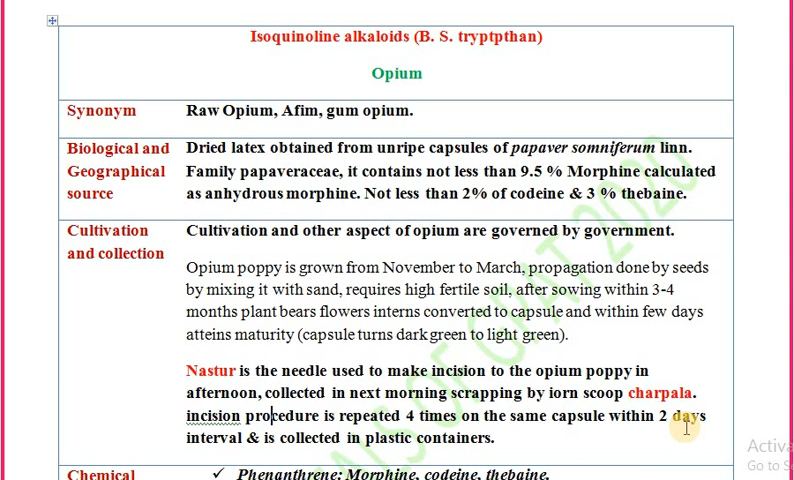 Isoquinoline alkaloids (B. S. tryptpthan)
Opium
Synonym
Raw Opium, Afim, gum opium.
Biological and
Geographical
source
Dried latex obtained from unripe capsules of papaver somniferum linn.
Family papaveraceae, it contains not less than 9.5 % Morphine calculated
as anhydrous morphine. Not less than 2% of codeine & 3 % thebaine.
Cultivation
and collection
Cultivation and other aspect of opium are governed by government.
Opium poppy is grown from November to March, propagation done by seeds
by mixing it with sand, requires high fertile soil, after sowing within 3-4
months plant bears flowers interns converted to capsule and within few days
atteins maturity (capsule turns dark green to light green).
Nastur is the needle used to make incision to the opium poppy in
afternoon, collected in next morning scrapping by iorn scoop charpala.
incision procedure is repeated 4 times on the same capsule within 2 days
interval & is collected in plastic containers.
Chemical
✓ Phenanthrene: Morphine, codeine, thebaine.
OF GPAT 2020
Activa
Go to S